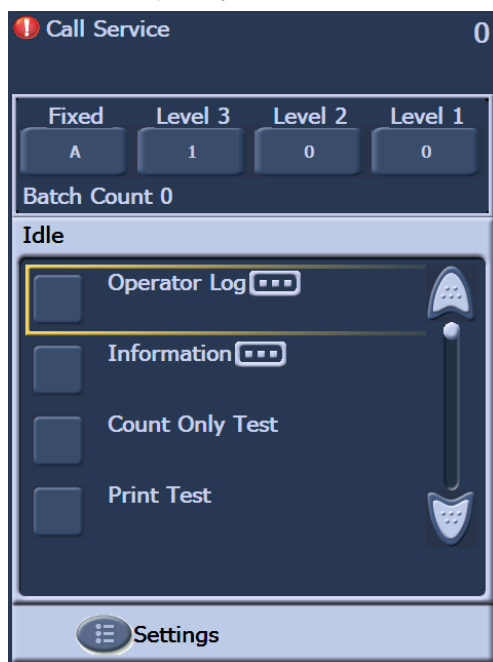 Call Service
0
Fixed Level 3 Level 2 Level 1
A 1 0 0
Batch Count 0
Idle
Operator Log
Information
Count Only Test
Print Test
Settings